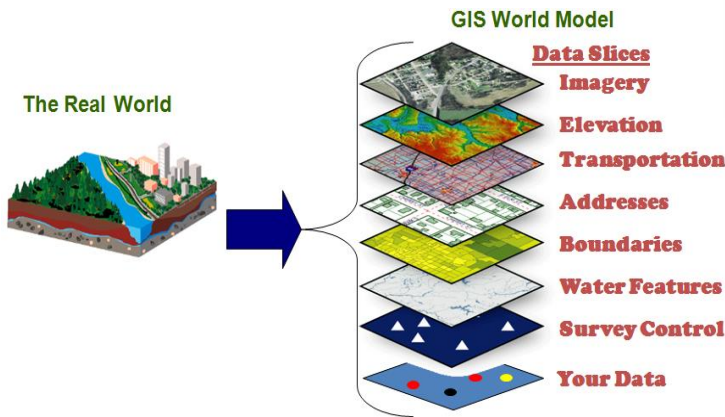 GIS World Model
The Real World
Data Slices
Imagery
Elevation
Transportation
Addresses
Boundaries
Water Features
Survey Control
Your Data